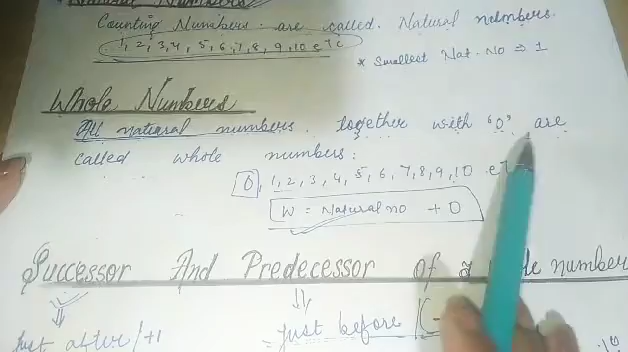 Counting Numbers are called Natural numbers.
1, 2, 3, 4, 5, 6, 7, 8, 9, 10 etc
* Smallest Nat. No ⇒ 1
Whole Numbers
All natural numbers together with '0' are
called whole numbers:
0, 1, 2, 3, 4, 5, 6, 7, 8, 9, 10
W = Natural no + 0
Successor And Predecessor Of a number
Just after/+1
= Just before